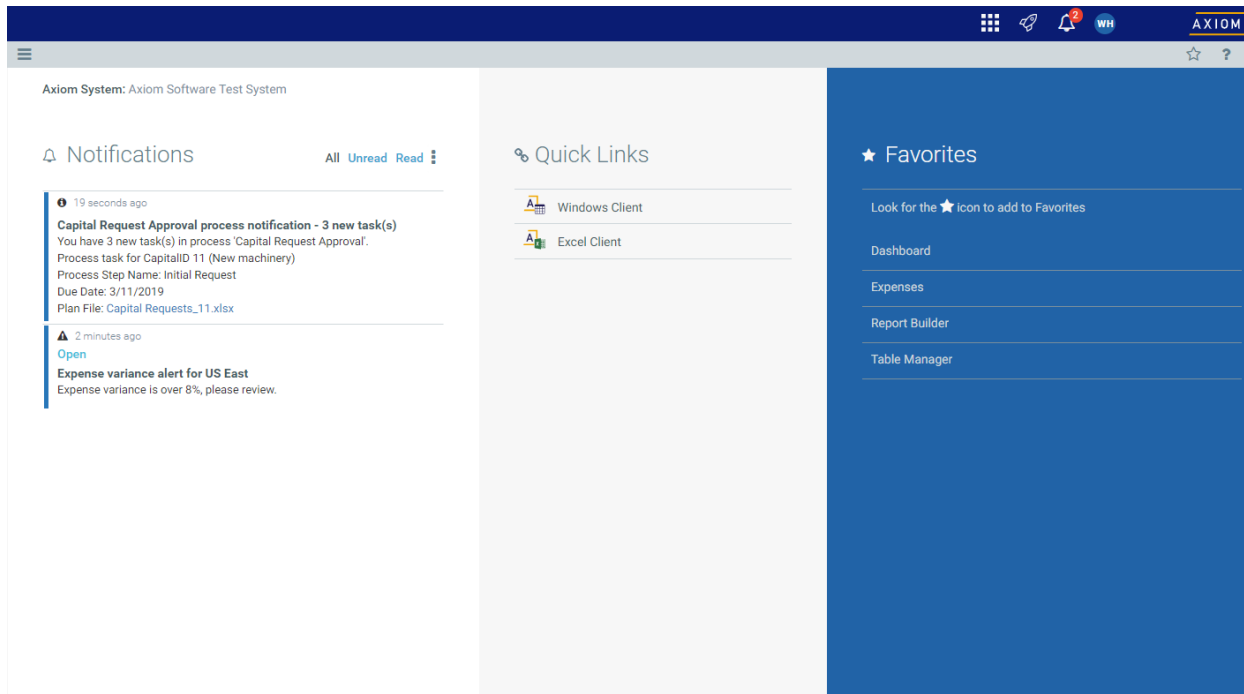 2
WH
AXIOM
?
Axiom System: Axiom Software Test System
Notifications
All Unread Read
19 seconds ago
Capital Request Approval process notification - 3 new task(s)
You have 3 new task(s) in process 'Capital Request Approval'.
Process task for CapitalID 11 (New machinery)
Process Step Name: Initial Request
Due Date: 3/11/2019
Plan File: Capital Requests_11.xlsx
2 minutes ago
Open
Expense variance alert for US East
Expense variance is over 8%, please review.
Quick Links
Windows Client
Excel Client
Favorites
Look for the icon to add to Favorites
Dashboard
Expenses
Report Builder
Table Manager